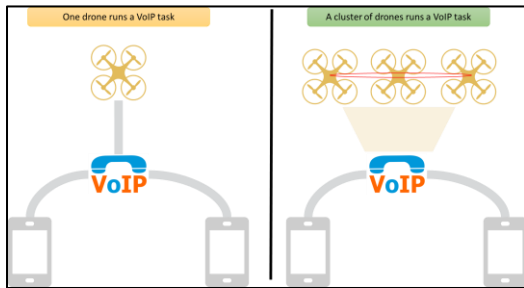 One drone runs a VoIP task
A cluster of drones runs a VoIP task
VoIP
VoIP